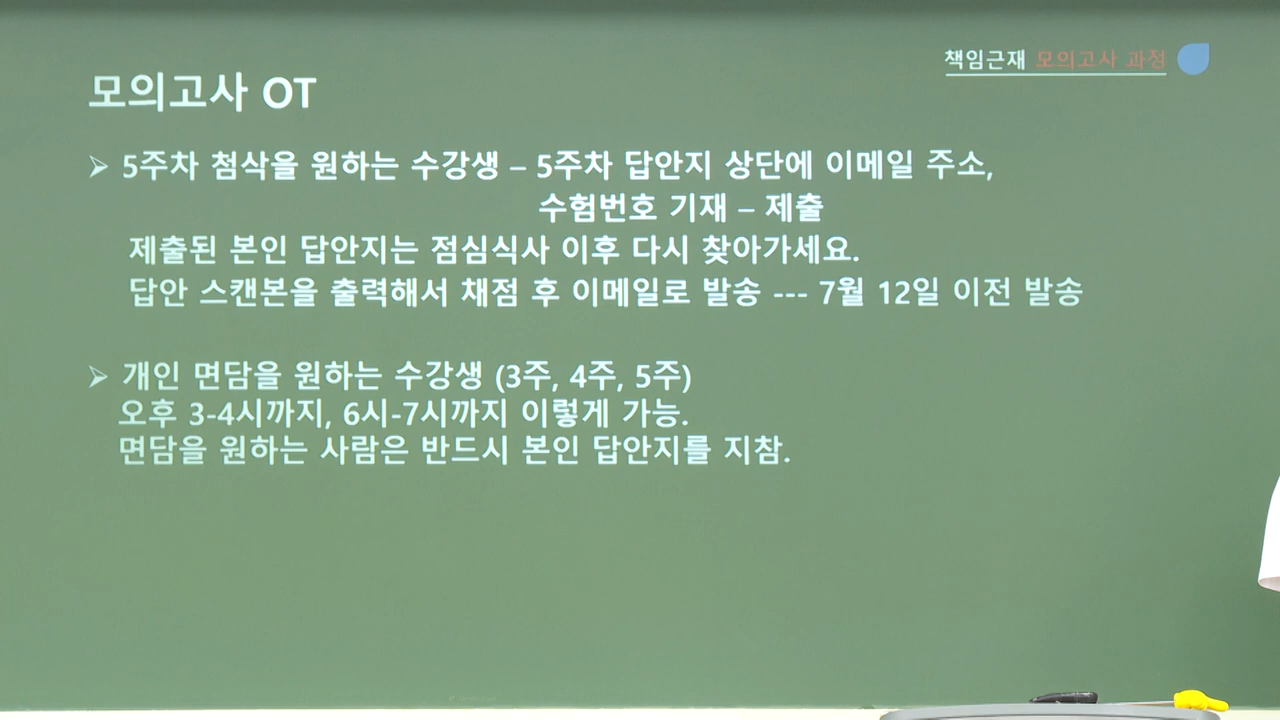 책임근재 모의고사 과정
모의고사 OT
➢ 5주차 첨삭을 원하는 수강생 – 5주차 답안지 상단에 이메일 주소,
수험번호 기재 – 제출
제출된 본인 답안지는 점심식사 이후 다시 찾아가세요.
답안 스캔본을 출력해서 채점 후 이메일로 발송 --- 7월 12일 이전 발송
➢ 개인 면담을 원하는 수강생 (3주, 4주, 5주)
오후 3-4시까지, 6시-7시까지 이렇게 가능.
면담을 원하는 사람은 반드시 본인 답안지를 지참.